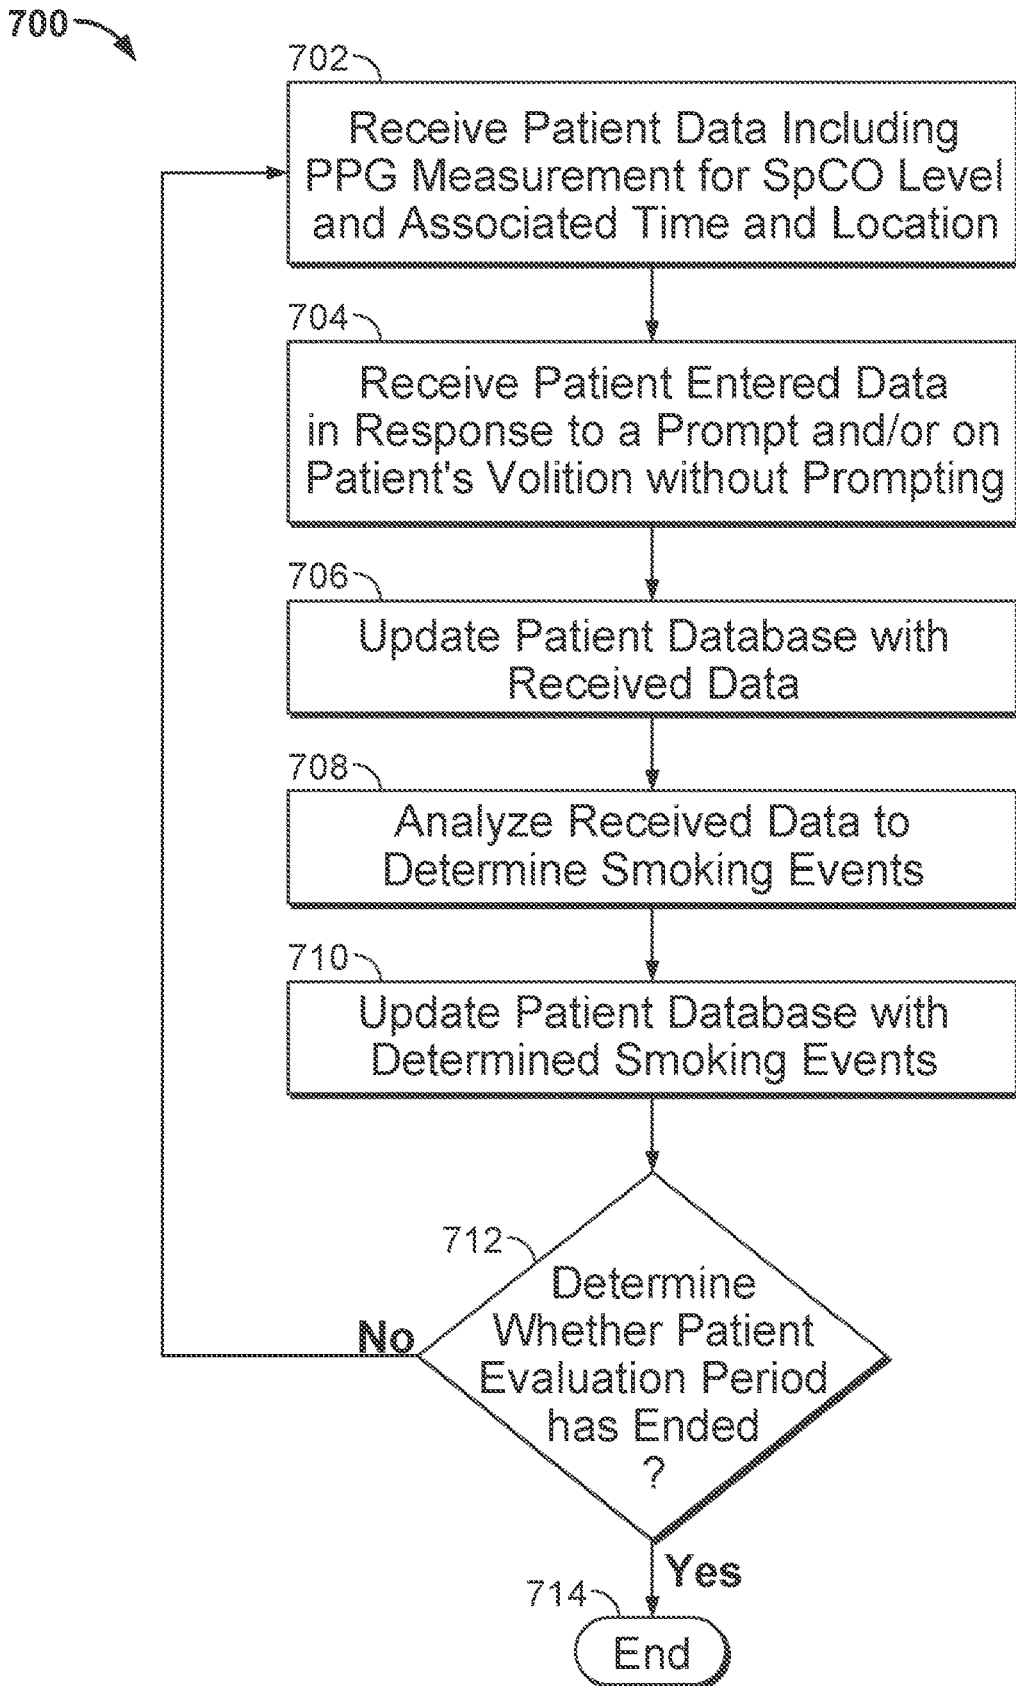 700
702
Receive Patient Data Including
PPG Measurement for SpCO Level
and Associated Time and Location
704
Receive Patient Entered Data
in Response to a Prompt and/or on
Patient's Volition without Prompting
706
Update Patient Database with
Received Data
708
Analyze Received Data to
Determine Smoking Events
710
Update Patient Database with
Determined Smoking Events
712
Determine
Whether Patient
Evaluation Period
has Ended
?
No
Yes
714
End